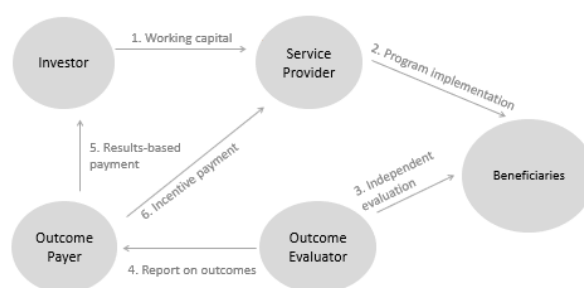 1. Working capital
Investor
Service
Provider
2. Program implementation
5. Results-based
payment
6. Incentive payment
3. Independent
evaluation
Beneficiaries
Outcome
Payer
Outcome
Evaluator
4. Report on outcomes